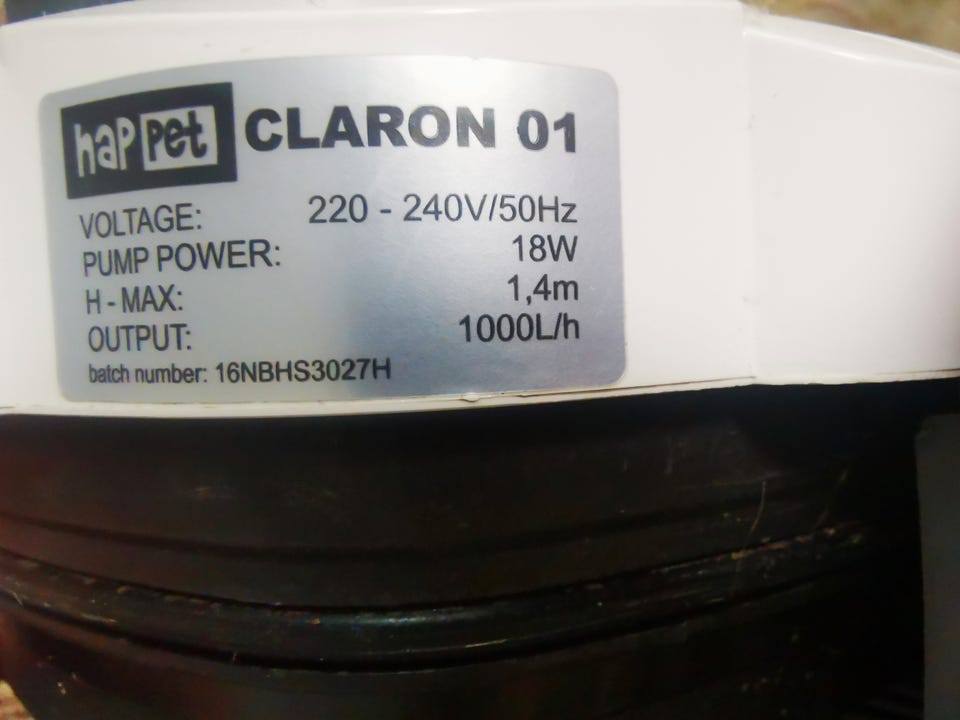 hap pet CLARON 01
VOLTAGE: 220 - 240V/50Hz
PUMP POWER: 18W
H - MAX: 1,4m
OUTPUT: 1000L/h
batch number: 16NBHS3027H